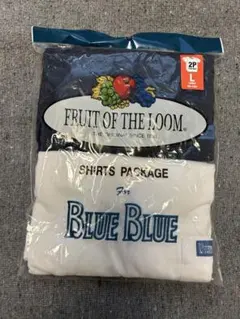 2P
L
FRUIT OF THE LOOM
SHIRTS PACKAGE
For
BLUE BLUE